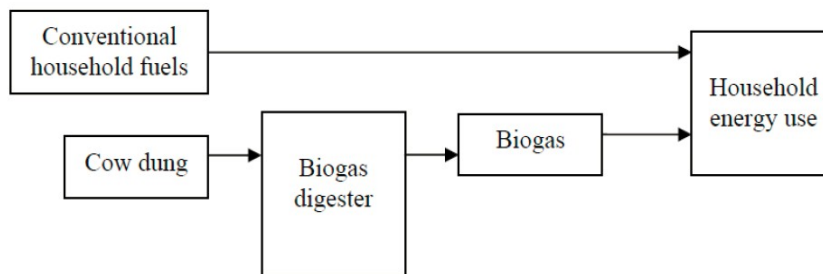 Conventional
household fuels
Household
energy use
Cow dung
Biogas
digester
Biogas